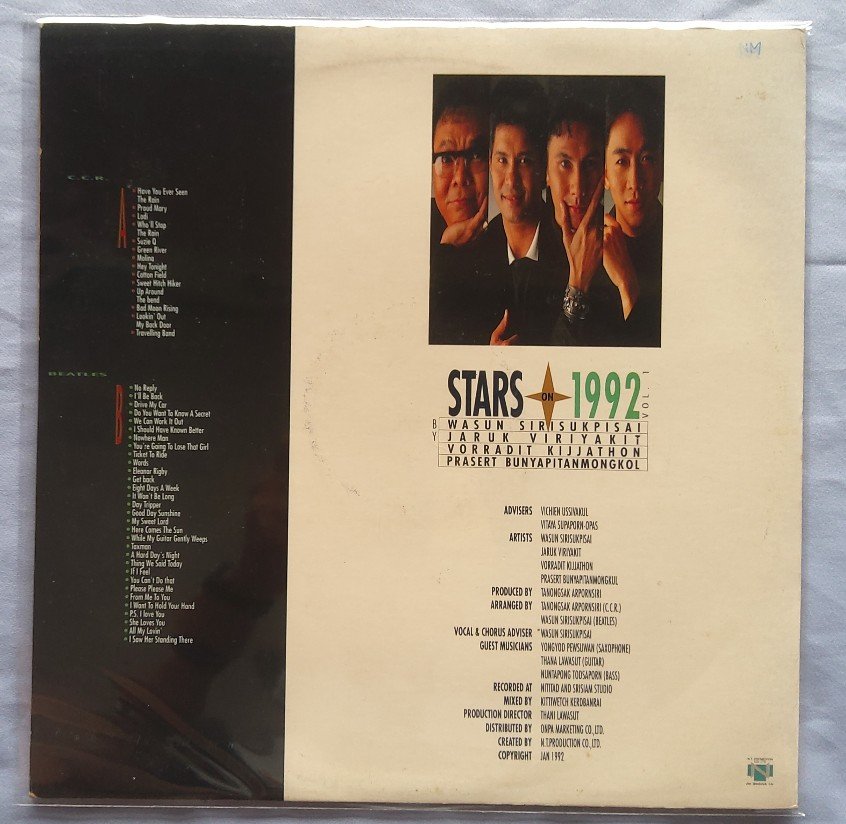 C.C.R.
A
Have You Ever Seen
The Rain
Proud Mary
Lodi
Who'll Stop
The Rain
Suzie Q
Green River
Molina
Hey Tonight
Cotton Field
Sweet Hitch Hiker
Up Around
The bend
Bad Moon Rising
Lookin' Out
My Back Door
Travelling Band
BEATLES
B
No Reply
I'll Be Back
Drive My Car
Do You Want To Know A Secret
We Can Work It Out
I Should Have Known Better
Nowhere Man
You're Going To Lose That Girl
Ticket To Ride
Words
Eleanor Rigby
Get back
Eight Days A Week
It Won't Be Long
Day Tripper
Good Day Sunshine
My Sweet Lord
Here Comes The Sun
While My Guitar Gently Weeps
Taxman
A Hard Day's Night
Thing We Said Today
If I Feel
You Can't Do that
Please Please Me
From Me To You
I Want To Hold Your Hand
P.S. I love You
She Loves You
All My Lovin'
I Saw Her Standing There
STARS ON 1992 VOL. 1
BY WASUN SIRISUKPISAI
JARUK VIRIYAKIT
VORRADIT KIJJATHON
PRASERT BUNYAPITANMONGKOL
ADVISERS VICHIEN USSIVAKUL
VITAYA SUPAPORN-OPAS
ARTISTS WASUN SIRISUKPISAI
JARUK VIRIYAKIT
VORRADIT KIJJATHON
PRASERT BUNYAPITANMONGKUL
PRODUCED BY TANONGSAK ARPORNSIRI
ARRANGED BY TANONGSAK ARPORNSIRI (C.C.R.)
WASUN SIRISUKPISAI (BEATLES)
VOCAL & CHORUS ADVISER WASUN SIRISUKPISAI
GUEST MUSICIANS YONGYOD PEWSUWAN (SAXOPHONE)
THANA LAWASUT (GUITAR)
NUNTAPONG TODSAPORN (BASS)
RECORDED AT NITITAD AND SRISIAM STUDIO
MIXED BY KITTIWETCH KERDBANRAI
PRODUCTION DIRECTOR THANI LAWASUT
DISTRIBUTED BY ONPA MARKETING CO,.LTD.
CREATED BY N.T.PRODUCTION CO,.LTD.
COPYRIGHT JAN 1992